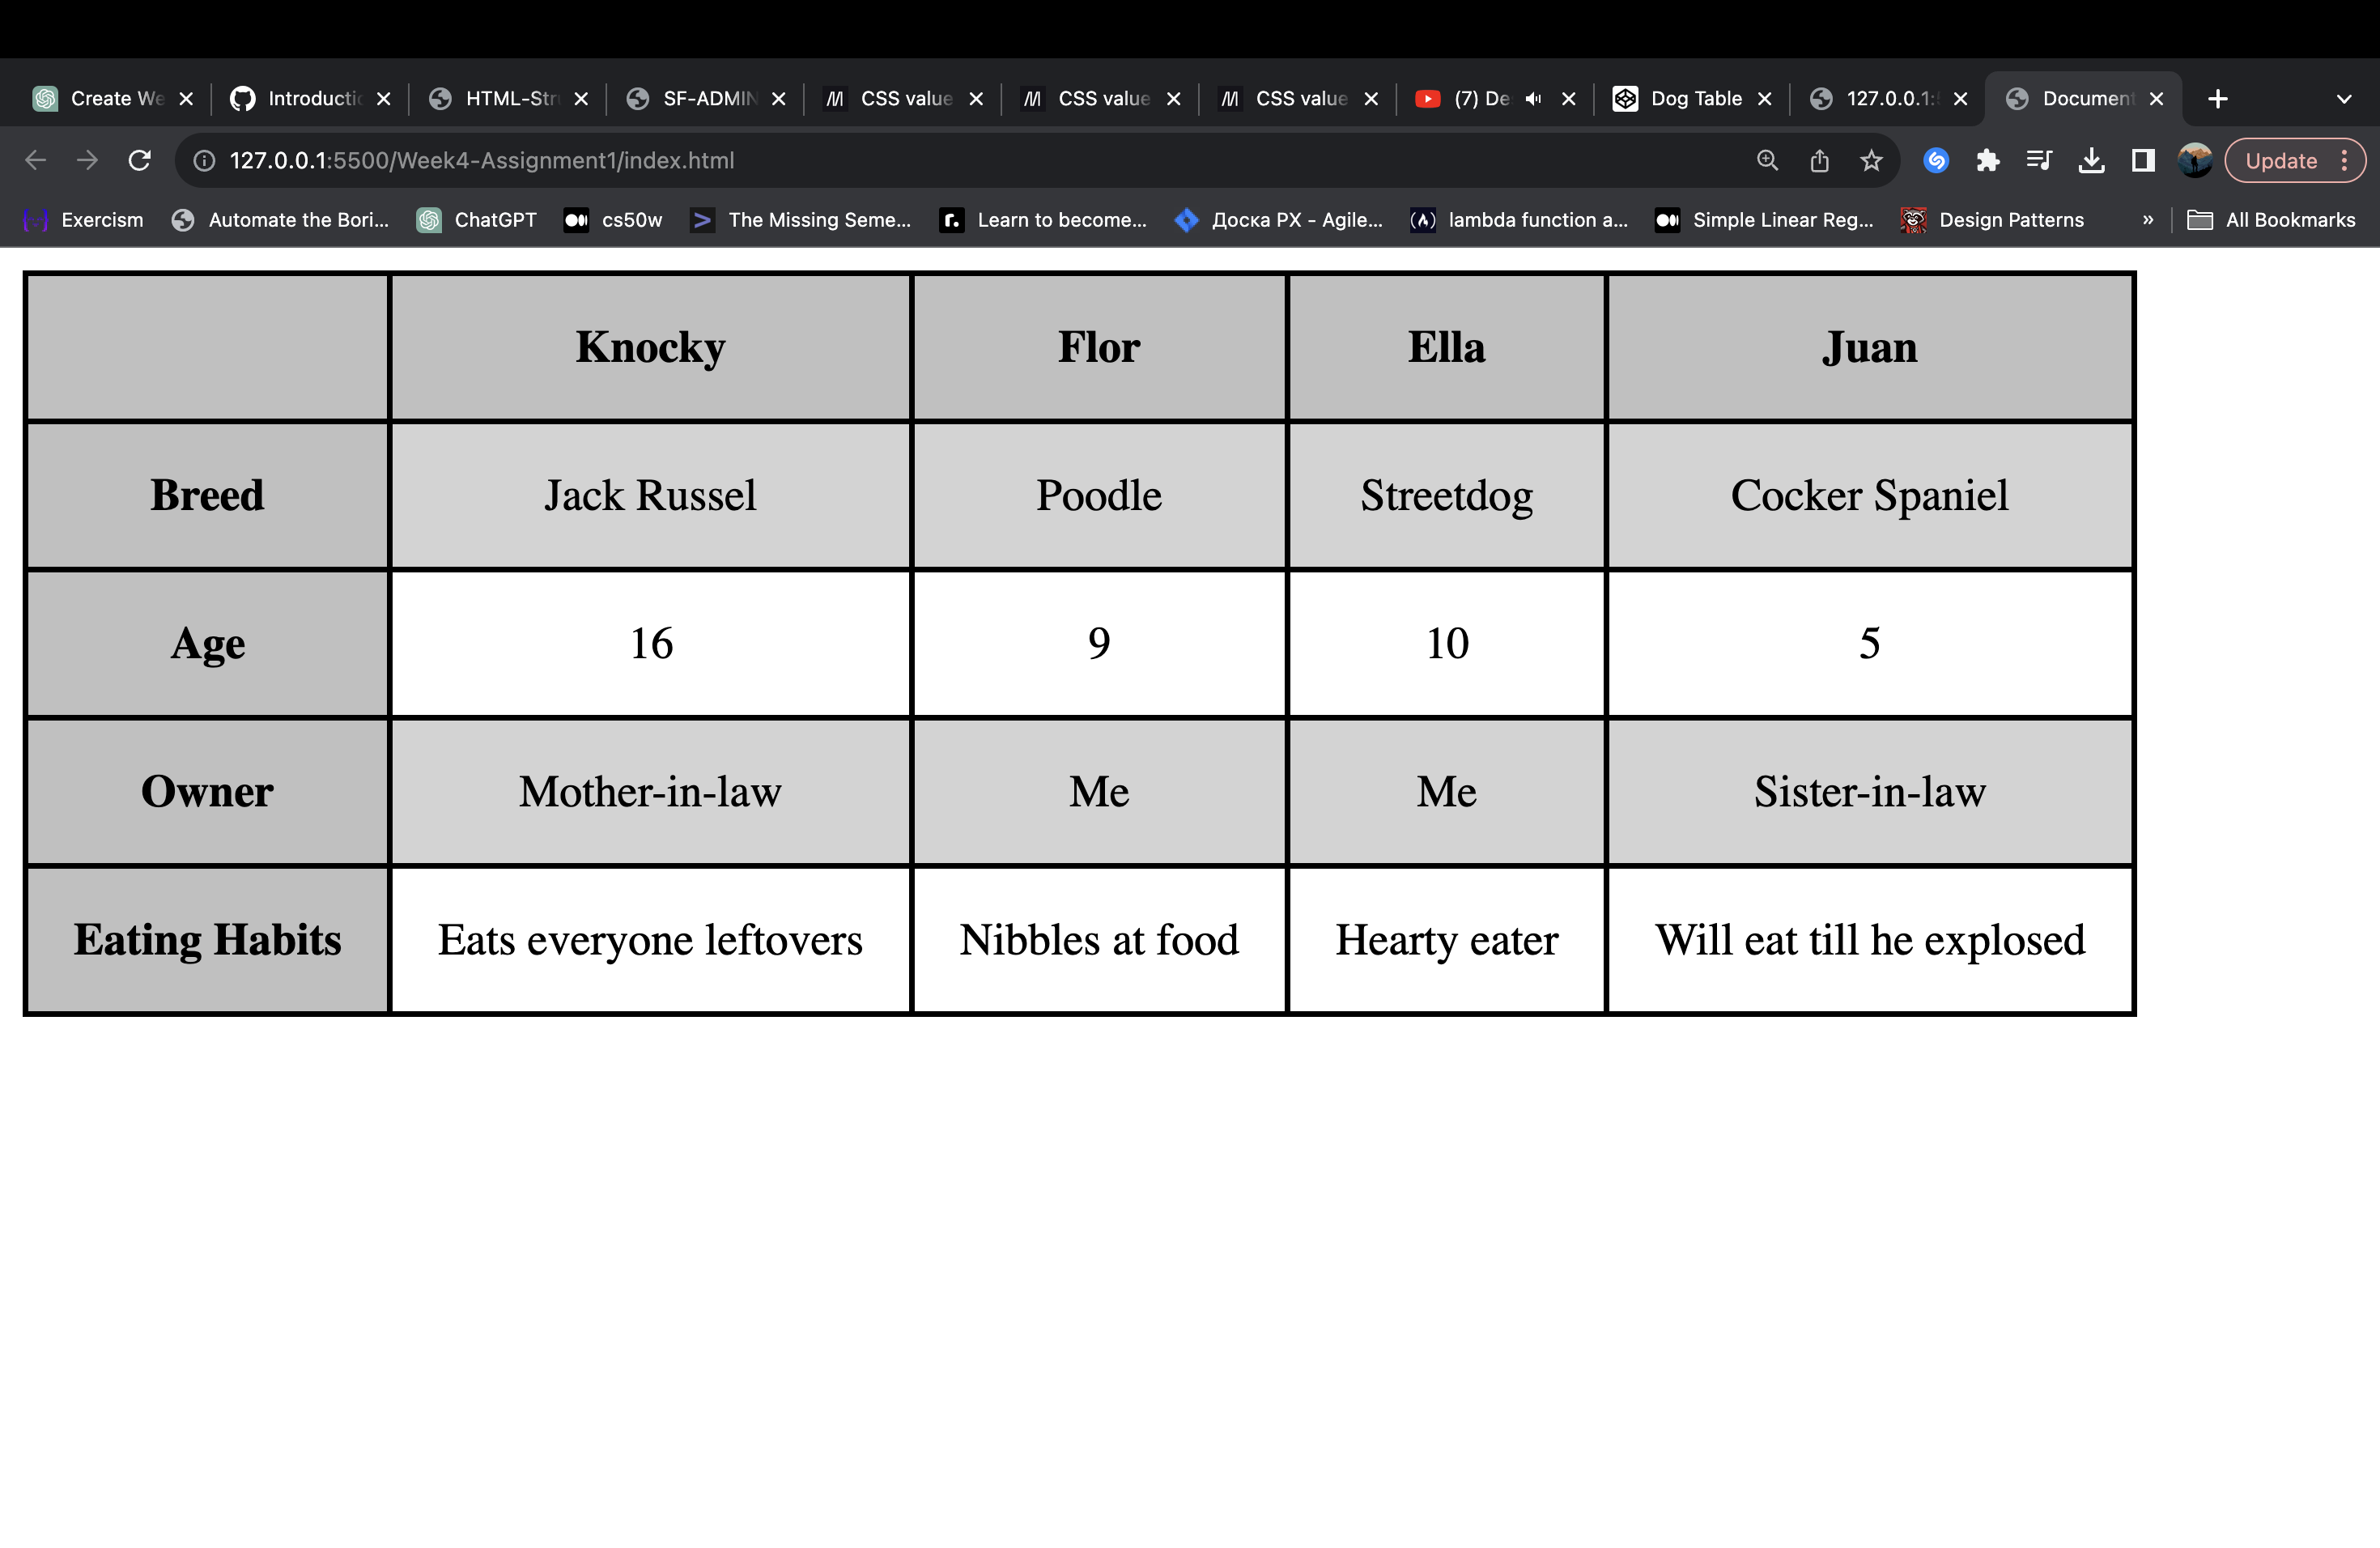 Create We Introductio HTML-Str SF-ADMIN CSS value CSS value CSS value (7) De Dog Table 127.0.0.1: Document
127.0.0.1:5500/Week4-Assignment1/index.html Update
Exercism Automate the Bori... ChatGPT cs50w The Missing Seme... Learn to become... Доска PX - Agile... lambda function a... Simple Linear Reg... Design Patterns » All Bookmarks
Knocky Flor Ella Juan
Breed Jack Russel Poodle Streetdog Cocker Spaniel
Age 16 9 10 5
Owner Mother-in-law Me Me Sister-in-law
Eating Habits Eats everyone leftovers Nibbles at food Hearty eater Will eat till he explosed